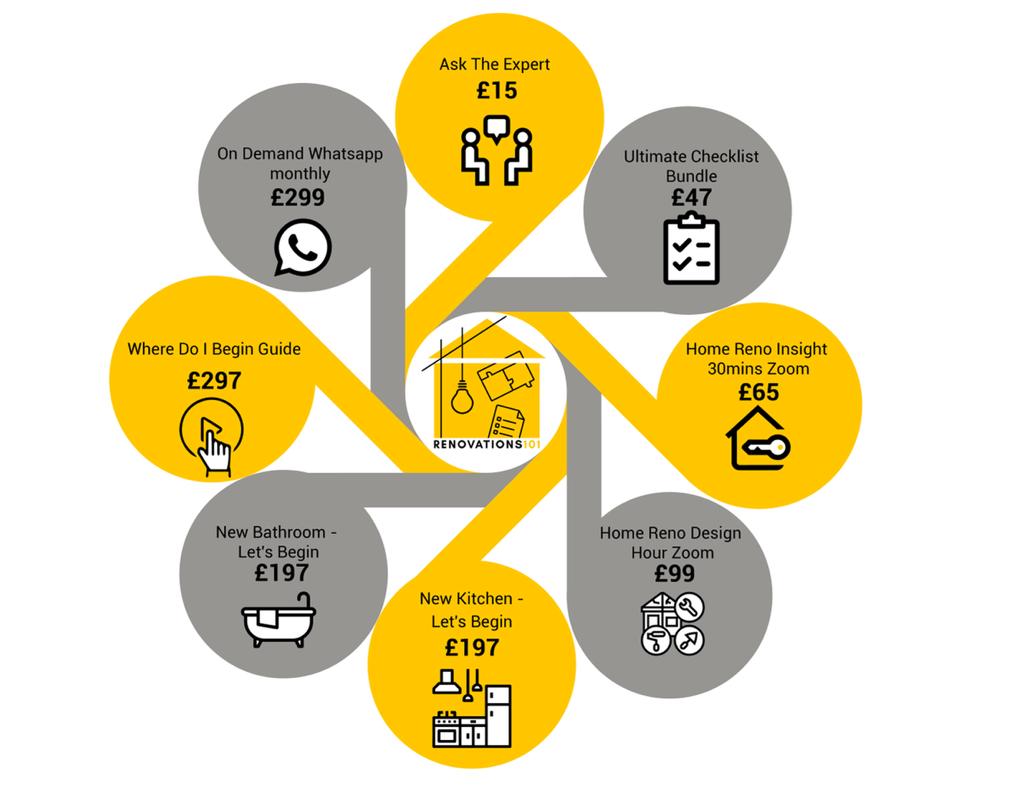 Ask The Expert
£15
Ultimate Checklist
Bundle
£47
Home Reno Insight
30mins Zoom
£65
Home Reno Design
Hour Zoom
£99
New Kitchen -
Let's Begin
£197
New Bathroom -
Let's Begin
£197
Where Do I Begin Guide
£297
On Demand Whatsapp
monthly
£299
RENOVATIONS101